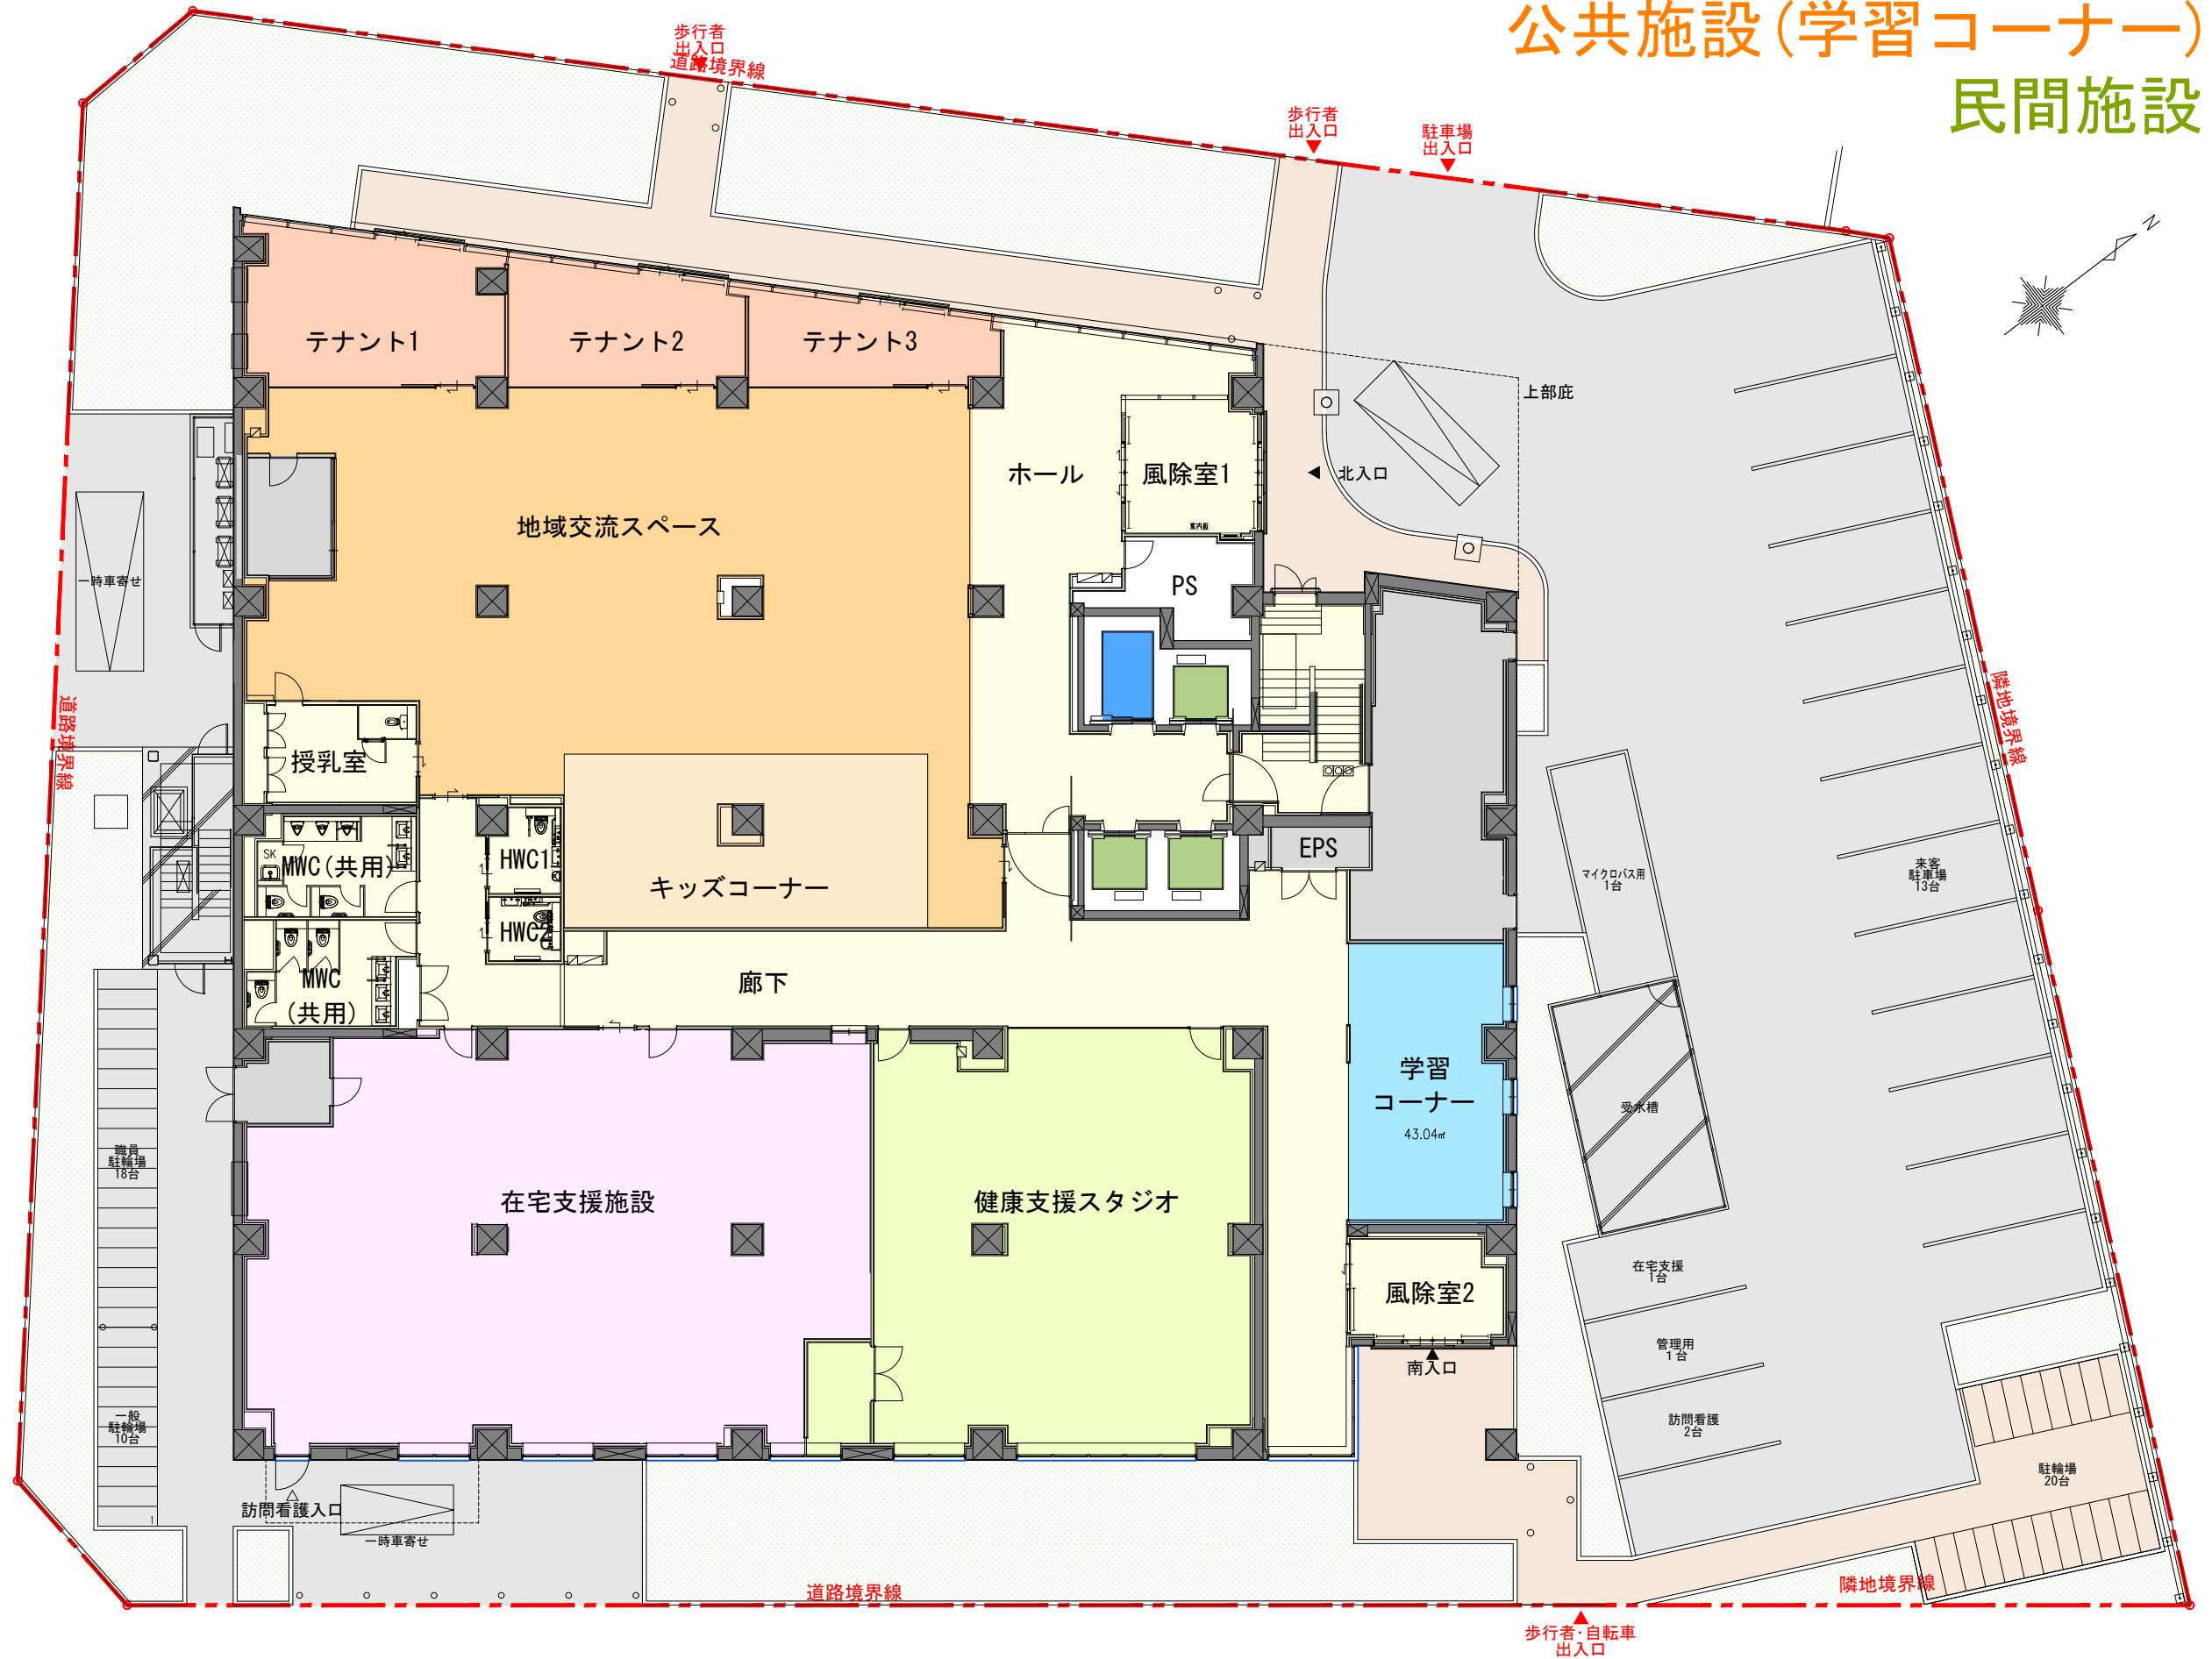 公共施設(学習コーナー)
民間施設
歩行者
出入口
道路境界線
歩行者
出入口
駐車場
出入口
N
テナント1
テナント2
テナント3
上部庇
ホール
風除室1
案内板
北入口
地域交流スペース
一時車寄せ
PS
道路境界線
隣地境界線
授乳室
SK
MWC(共用)
HWC1
EPS
キッズコーナー
マイクロバス用
1台
来客
駐車場
13台
HWC2
MWC
(共用)
廊下
学習
コーナー
43.04㎡
受水槽
職員
駐輪場
18台
在宅支援施設
健康支援スタジオ
在宅支援
1台
風除室2
管理用
1台
南入口
一般
駐輪場
10台
訪問看護
2台
駐輪場
20台
訪問看護入口
1
一時車寄せ
道路境界線
隣地境界線
歩行者・自転車
出入口